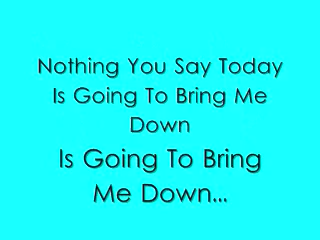 Nothing You Say Today
Is Going To Bring Me
Down
Is Going To Bring
Me Down...